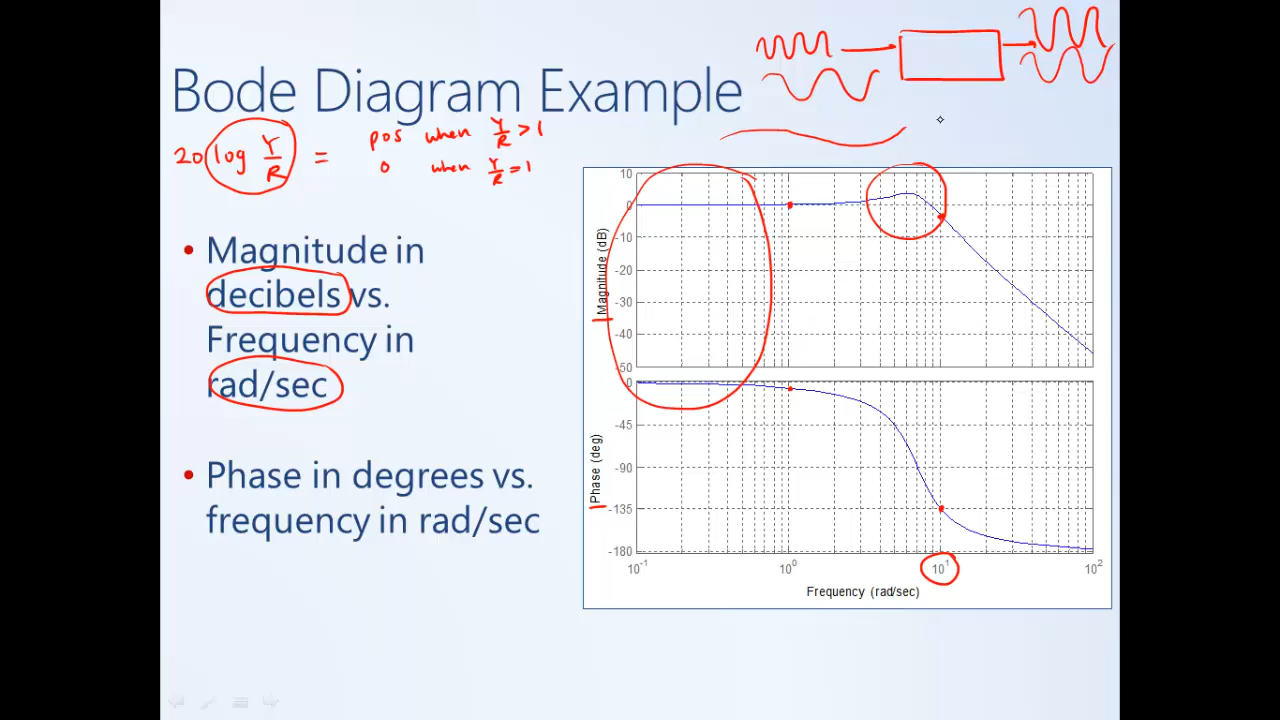 Bode Diagram Example
20 log Y/R = pos when Y/R > 1
0 when Y/R = 1
• Magnitude in
decibels vs.
Frequency in
rad/sec
• Phase in degrees vs.
frequency in rad/sec
Magnitude (dB)
10
0
-10
-20
-30
-40
-50
Phase (deg)
0
-45
-90
-135
-180
10^-1 10^0 10^1 10^2
Frequency (rad/sec)